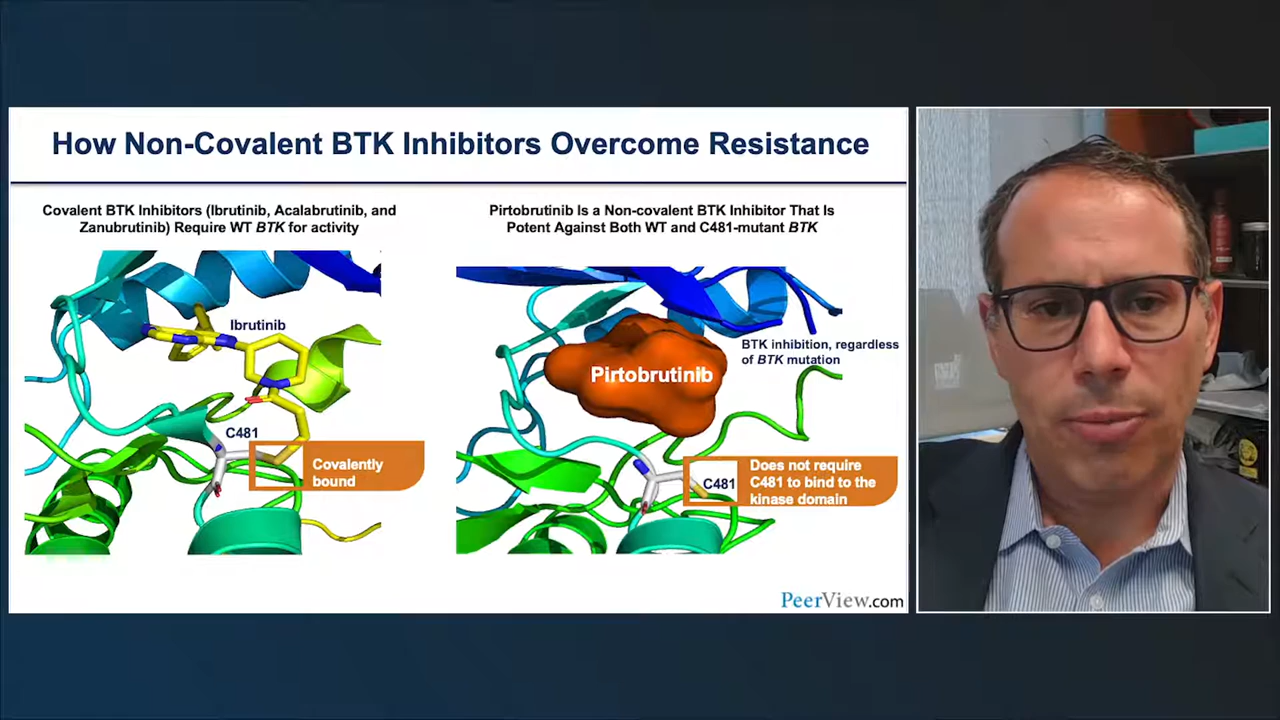 How Non-Covalent BTK Inhibitors Overcome Resistance
Covalent BTK Inhibitors (Ibrutinib, Acalabrutinib, and
Zanubrutinib) Require WT BTK for activity
Ibrutinib
C481
Covalently
bound
Pirtobrutinib Is a Non-covalent BTK Inhibitor That Is
Potent Against Both WT and C481-mutant BTK
Pirtobrutinib
BTK inhibition, regardless
of BTK mutation
C481
Does not require
C481 to bind to the
kinase domain
PeerView.com